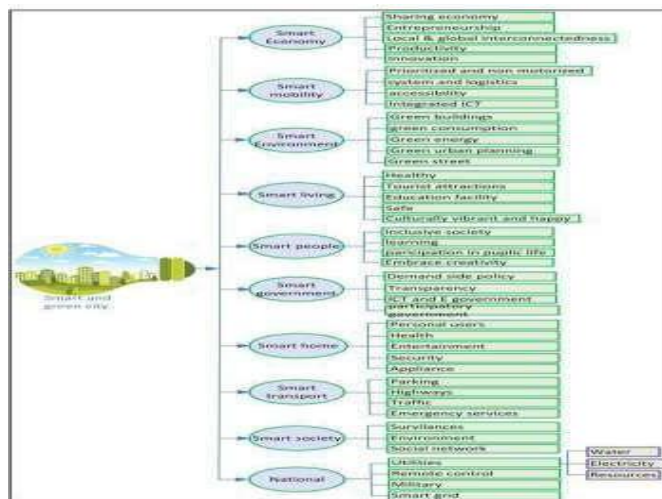 Smart and
green city
Smart
Economy
Sharing economy
Entrepreneurship
Local & global interconnectedness
Productivity
Innovation
Smart
mobility
Prioritized and non motorized
system and logistics
accessibility
Integrated ICT
Smart
Environment
Green buildings
green consumption
Green energy
Green urban planning
Green street
Smart living
Healthy
Tourist attractions
Education facility
Safe
Culturally vibrant and happy
Smart people
Inclusive society
learning
parcipation in puplic life
Embrace creativity
Smart
government
Demand side policy
Transparency
ICT and E government
participatory
government
Smart home
Personal users
Health
Entertainment
Security
Appliance
Smart
transport
Parking
Highways
Traffic
Emergency services
Smart society
Survilances
Environment
Social network
National
Utilities
Remote control
Military
Smart grid
Water
Electricity
Resources